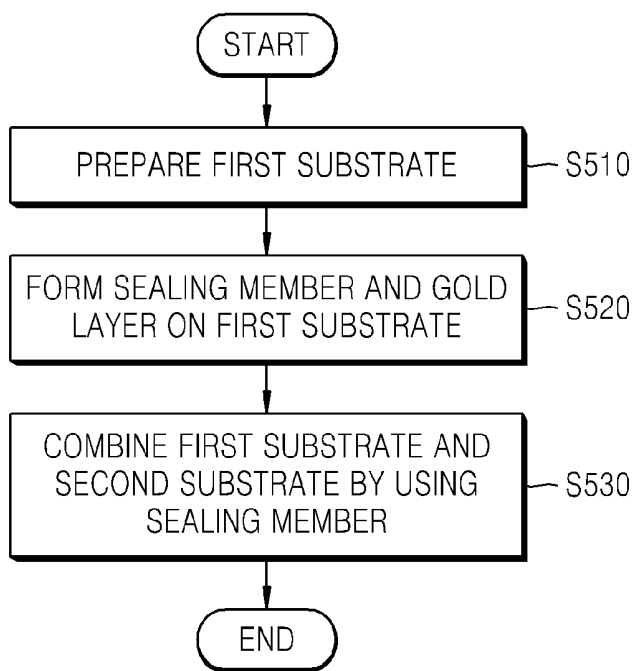 START
PREPARE FIRST SUBSTRATE
S510
FORM SEALING MEMBER AND GOLD
LAYER ON FIRST SUBSTRATE
S520
COMBINE FIRST SUBSTRATE AND
SECOND SUBSTRATE BY USING
SEALING MEMBER
S530
END